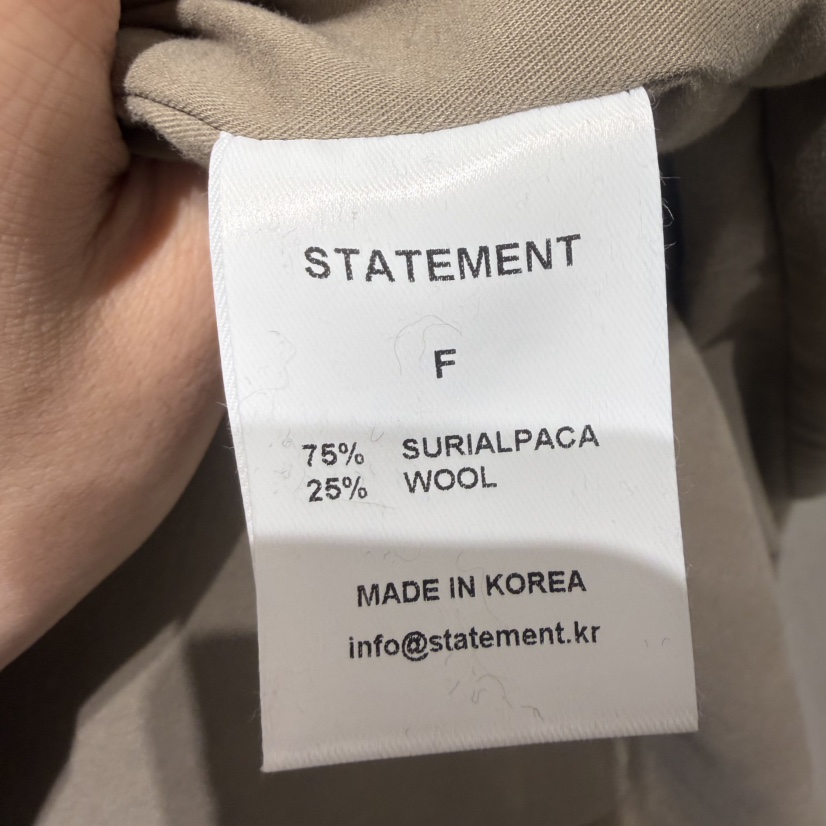 STATEMENT
F
75% SURIALPACA
25% WOOL
MADE IN KOREA
info@statement.kr